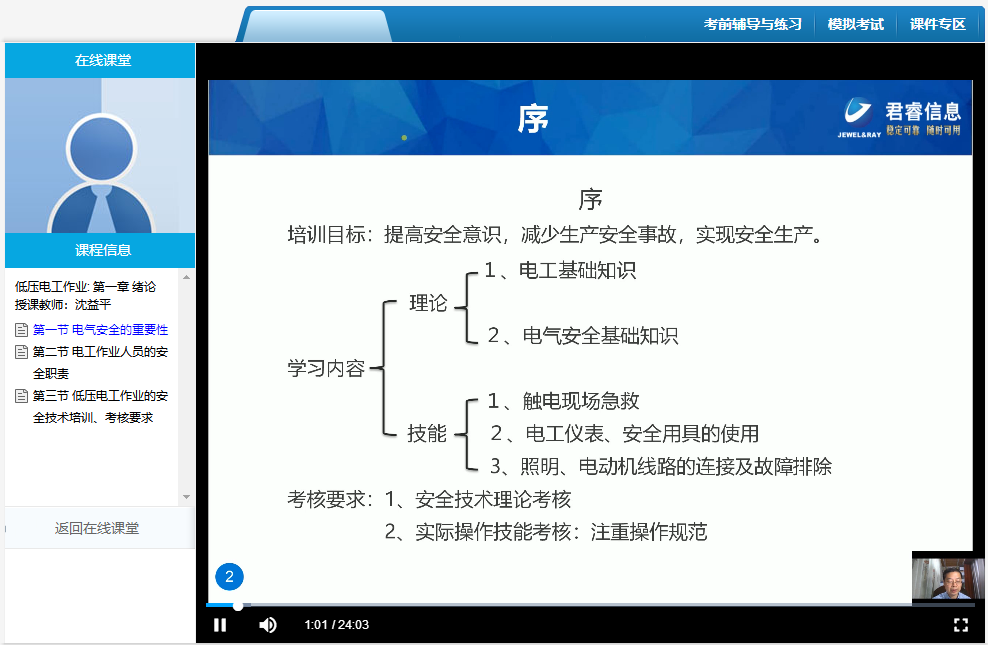 考前辅导与练习 模拟考试 课件专区
在线课堂
课程信息
低压电工作业: 第一章 绪论
授课教师：沈益平
第一节 电气安全的重要性
第二节 电工作业人员的安
全职责
第三节 低压电工作业的安
全技术培训、考核要求
返回在线课堂
序
君睿信息
JEWEL&RAY 稳定可靠 随时可用
序
培训目标：提高安全意识，减少生产安全事故，实现安全生产。
1、电工基础知识
理论
2、电气安全基础知识
学习内容
1、触电现场急救
技能
2、电工仪表、安全用具的使用
3、照明、电动机线路的连接及故障排除
考核要求：1、安全技术理论考核
2、实际操作技能考核：注重操作规范
2
1:01 / 24:03